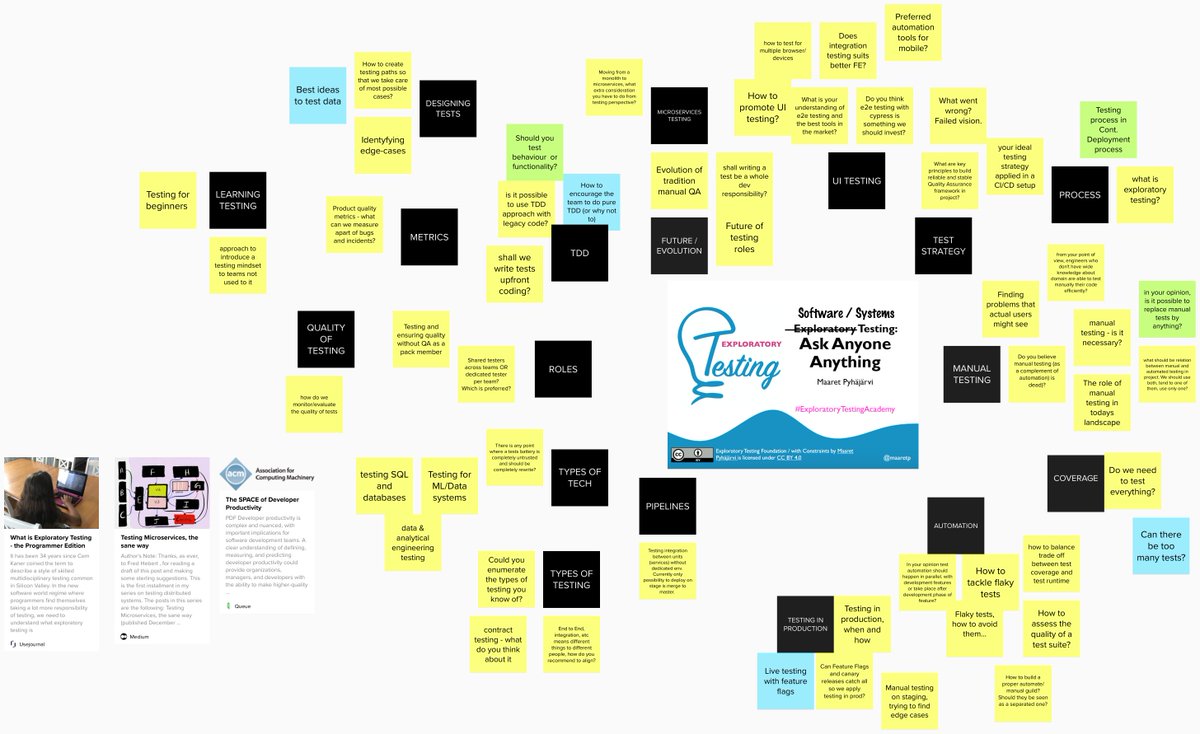 Preferred
automation
tools for
mobile?
how to test for
multiple browser/
devices
Does
integration
testing suits
better FE?
How to create
testing paths so
that we take care
of most possible
cases?
Best ideas
to test data
DESIGNING
TESTS
Identyfying
edge-cases
Moving from a
monolith to
microservices, what
extra consideration
you have to do from
testing perspective?
MICROSERVICES
TESTING
How to
promote UI
testing?
What is your
understanding of
e2e testing and
the best tools in
the market?
Do you think
e2e testing with
cypress is
something we
should invest?
What went
wrong?
Failed vision.
Testing
process in
Cont.
Deployment
process
Should you
test
behaviour or
functionality?
your ideal
testing
strategy
applied in a
CI/CD setup
Testing for
beginners
LEARNING
TESTING
is it possible
to use TDD
approach with
legacy code?
How to
encourage the
team to do pure
TDD (or why not
to)
Evolution of
tradition
manual QA
shall writing a
test be a whole
dev
responsibility?
UI TESTING
What are key
principles to build
reliable and stable
Quality Assurance
framework in
project?
PROCESS
what is
exploratory
testing?
Product quality
metrics - what
can we measure
apart of bugs
and incidents?
METRICS
TDD
FUTURE /
EVOLUTION
Future of
testing
roles
TEST
STRATEGY
approach to
introduce a
testing mindset
to teams not
used to it
shall we
write tests
upfront
coding?
from your point of
view, engineers who
don't have wide
knowledge about
domain are able to test
manually their code
efficiently?
Finding
problems that
actual users
might see
in your opinion,
is it possible to
replace manual
tests by
anything?
EXPLORATORY
Testing
Software / Systems
Exploratory Testing:
Ask Anyone
Anything
Maaret Pyhäjärvi
#ExploratoryTestingAcademy
cc BY
Exploratory Testing Foundation / with Constraints by Maaret
Pyhäjärvi is licensed under CC BY 4.0
@maaretp
QUALITY
OF
TESTING
Testing and
ensuring quality
without QA as a
pack member
Shared testers
across teams OR
dedicated tester
per team?
Which is preferred?
ROLES
how do we
monitor/evaluate
the quality of tests
manual
testing - is it
necessary?
MANUAL
TESTING
Do you believe
manual testing (as
a complement of
automation) is
dead)?
The role of
manual
testing in
todays
landscape
what should be relation
between manual and
automated testing in
project. We should use
both, tend to one of
them, use only one?
There is any point
where a tests battery is
completely untrusted
and should be
completely rewrite?
TYPES OF
TECH
testing SQL
and
databases
Testing for
ML/Data
systems
data &
analytical
engineering
testing
PIPELINES
Testing integration
between units
(services) without
dedicated env.
Currently only
possibility to deploy on
stage is merge to
master.
COVERAGE
Do we need
to test
everything?
Can there
be too
many tests?
AUTOMATION
In your opinion automation should
happen in parallel, with
development features
or take place after
development phase of
feature?
How to
tackle flaky
tests
how to balance
trade off between
test coverage and
test runtime
Flaky tests,
how to avoid
them...
How to
assess the
quality of a
test suite?
Could you
enumerate the
types of testing
you know of?
TYPES OF
TESTING
contract
testing - what
do you think
about it
End to End,
integration, etc
means different
things to different
people, how do you
recommend to align?
TESTING IN
PRODUCTION
Testing in
production,
when and
how
Live testing
with feature
flags
Can Feature Flags
and canary
releases catch all
so we apply
testing in prod?
Manual testing
on staging,
trying to find
edge cases
How to build a
proper automate/
manual guild?
Should they be seen
as a separated one?
What is Exploratory Testing
- the Programmer Edition
It has been 34 years since Cem
Kaner coined the term to
describe a style of skilled
multidisciplinary testing common
in Silicon Valley. In the new
software world regime where
programmers find themselves
taking a lot more responsibility
of testing, we need to
understand what exploratory
testing is
Usejournal
Testing Microservices, the
sane way
Author's Note: Thanks, as ever,
to Fred Hebert , for reading a
draft of this post and making
some sterling suggestions. This
is the first installment in my
series on testing distributed
systems. The posts in this series
are the following: Testing
Microservices, the sane way
(published December ...
Medium
acm
Association for
Computing Machinery
The SPACE of Developer
Productivity
PDF Developer productivity is
complex and nuanced, with
important implications for
software development teams. A
clear understanding of defining,
measuring, and predicting
developer productivity could
provide organizations,
managers, and developers with
the ability to make higher quality
...
Queue